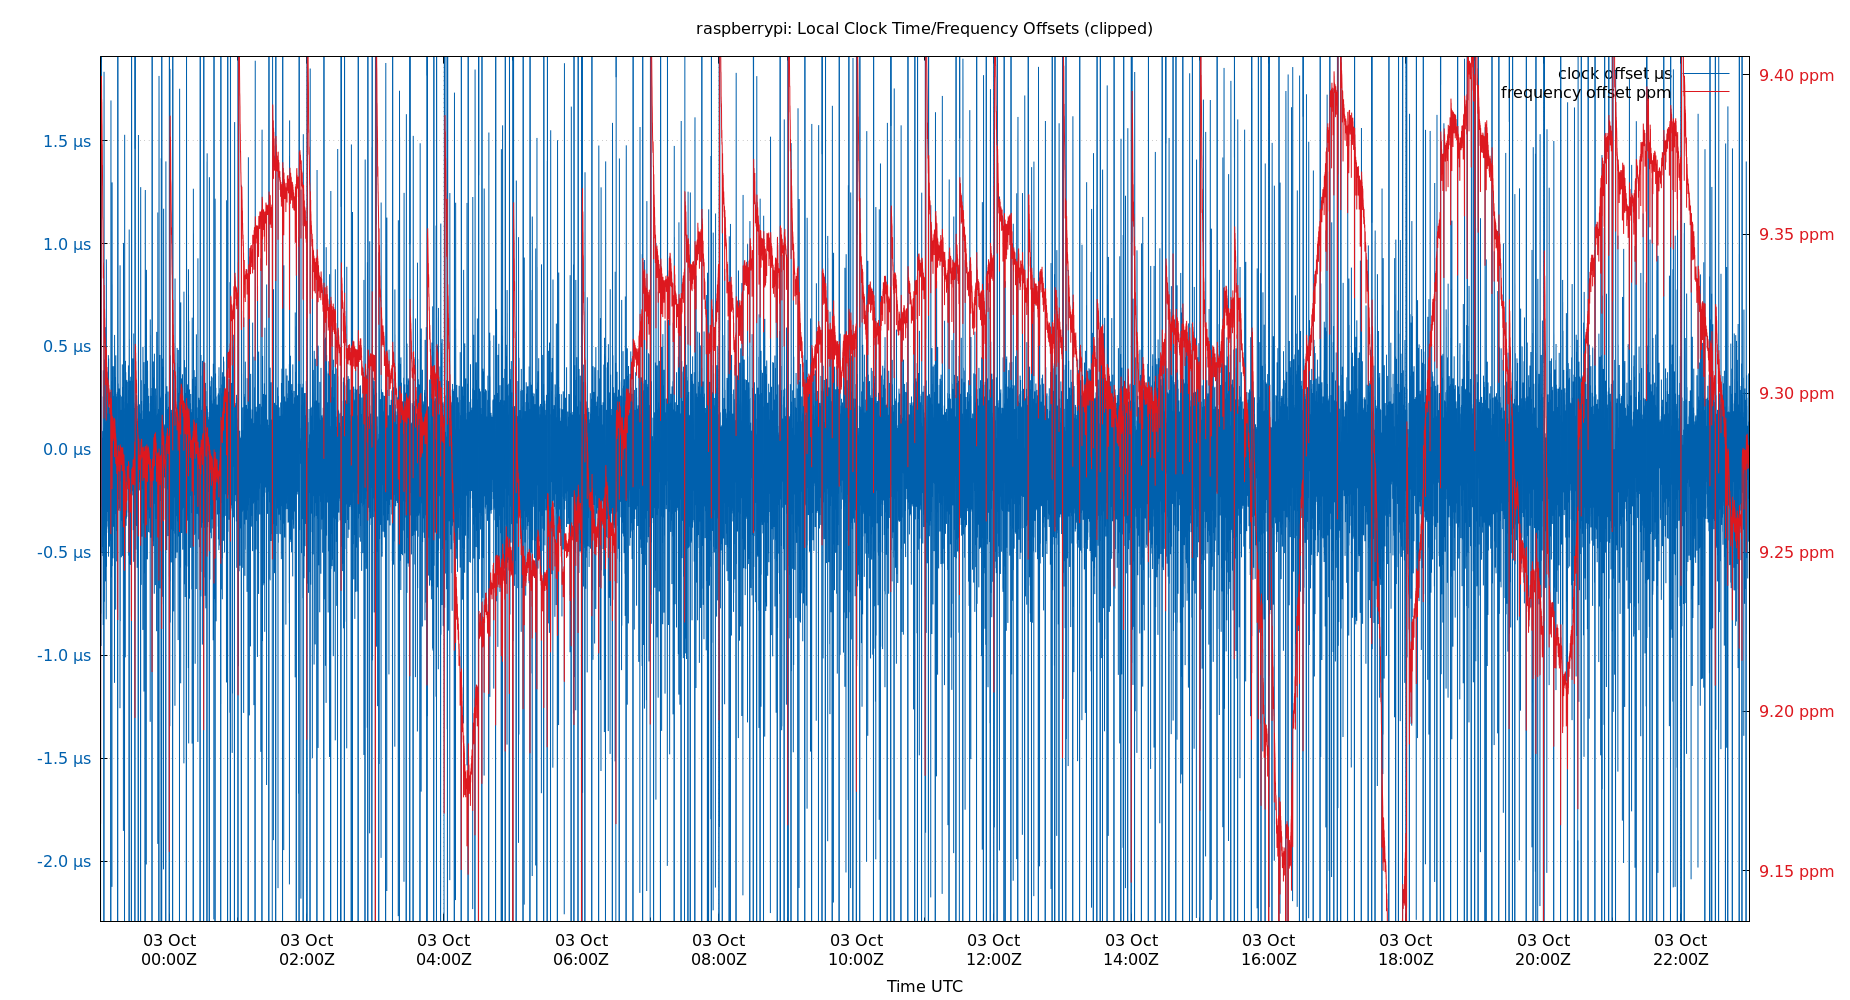 raspberrypi: Local Clock Time/Frequency Offsets (clipped)
clock offset µs
frequency offset ppm
1.5 µs
1.0 µs
0.5 µs
0.0 µs
-0.5 µs
-1.0 µs
-1.5 µs
-2.0 µs
9.40 ppm
9.35 ppm
9.30 ppm
9.25 ppm
9.20 ppm
9.15 ppm
03 Oct 03 Oct 03 Oct 03 Oct 03 Oct 03 Oct 03 Oct 03 Oct 03 Oct 03 Oct 03 Oct 03 Oct
00:00Z 02:00Z 04:00Z 06:00Z 08:00Z 10:00Z 12:00Z 14:00Z 16:00Z 18:00Z 20:00Z 22:00Z
Time UTC